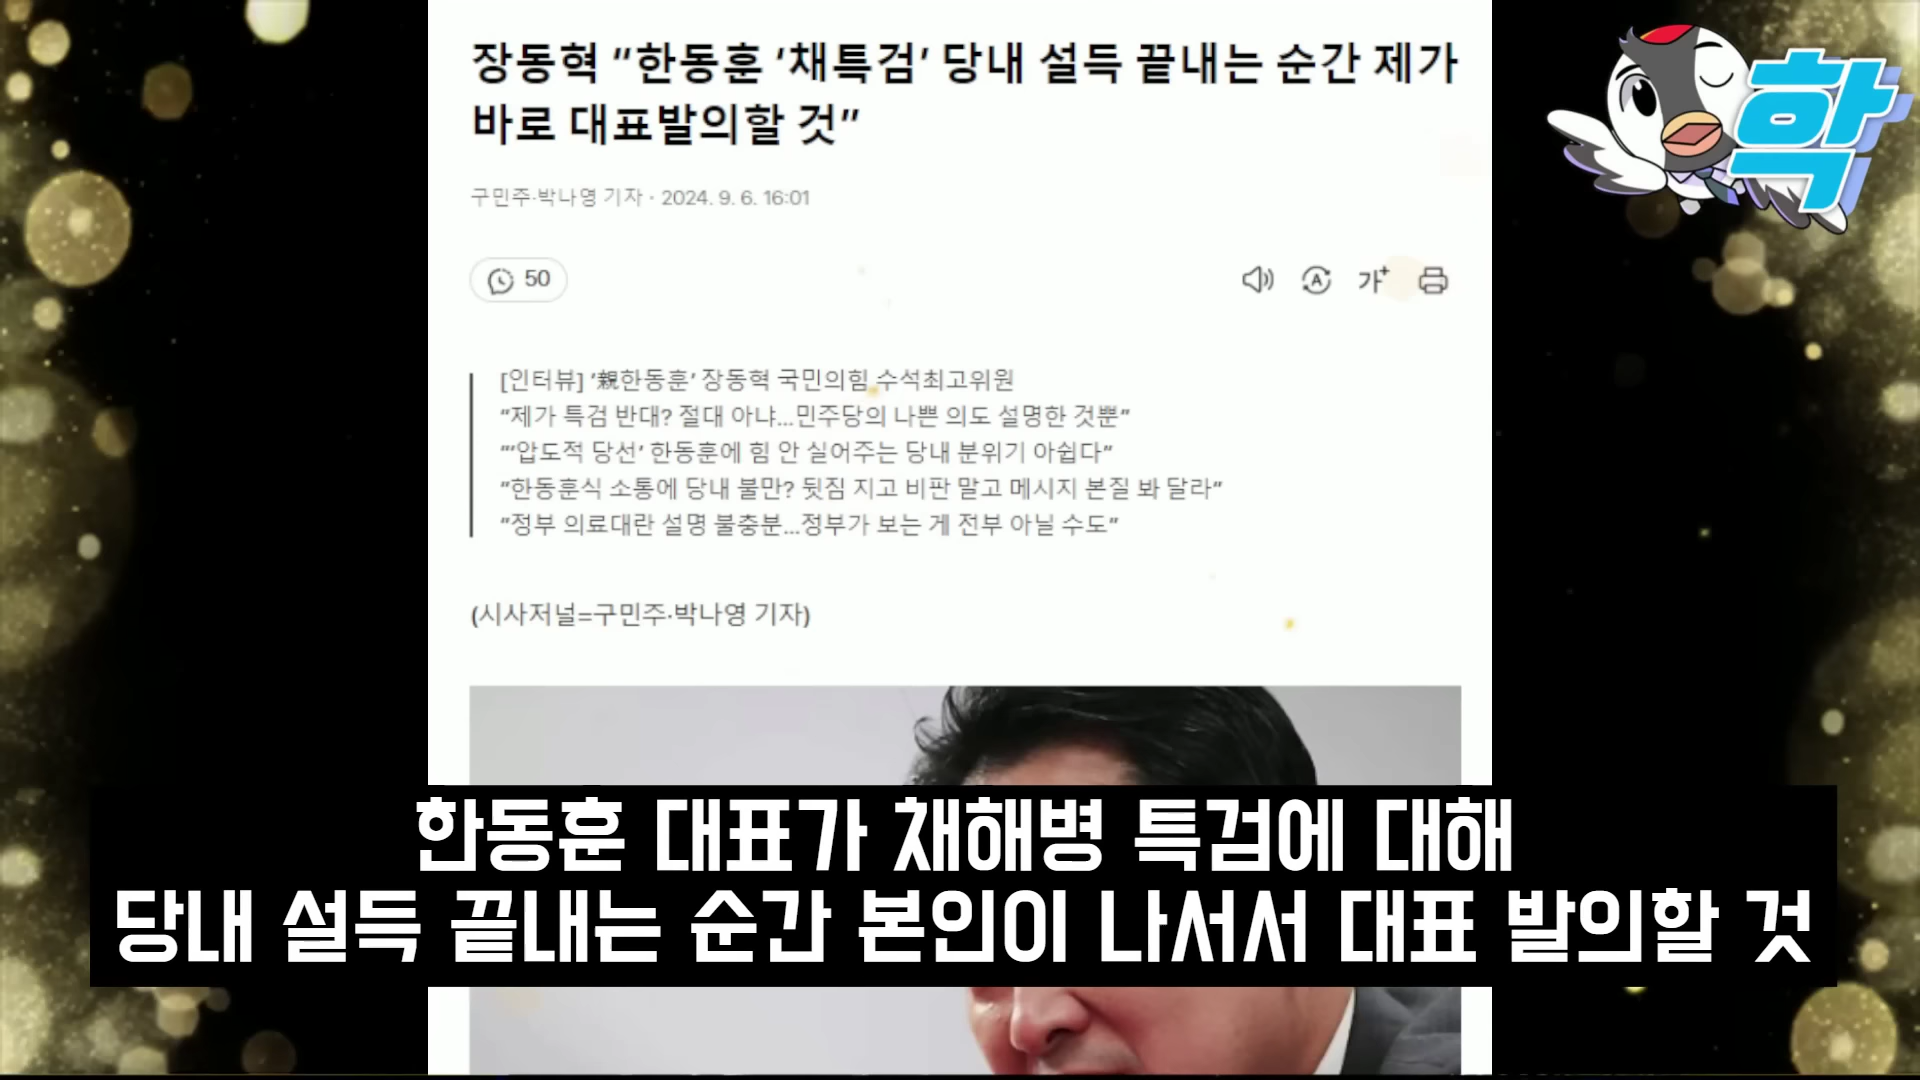 장동혁 “한동훈 ‘채특검’ 당내 설득 끝내는 순간 제가
바로 대표발의할 것”
구민주·박나영 기자 · 2024. 9. 6. 16:01
50
가+
[인터뷰] ‘親한동훈’ 장동혁 국민의힘 수석최고위원
“제가 특검 반대? 절대 아냐…민주당의 나쁜 의도 설명한 것뿐”
“‘압도적 당선’ 한동훈에 힘 안 실어주는 당내 분위기 아쉽다”
“한동훈식 소통에 당내 불만? 뒷짐 지고 비판 말고 메시지 본질 봐 달라”
“정부 의료대란 설명 불충분…정부가 보는 게 전부 아닐 수도”
(시사저널=구민주·박나영 기자)
한동훈 대표가 채해병 특검에 대해
당내 설득 끝내는 순간 본인이 나서서 대표 발의할 것
학